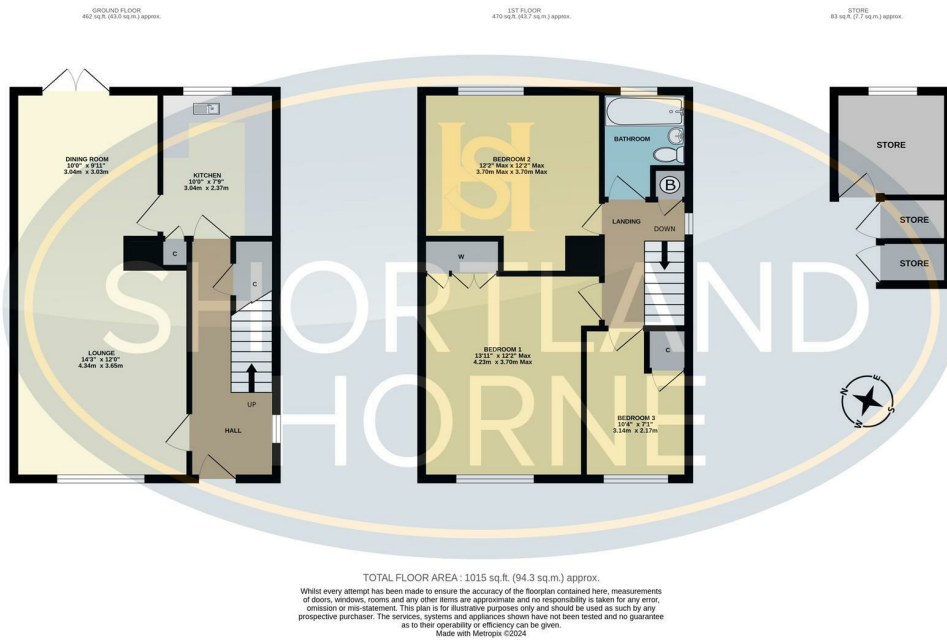 GROUND FLOOR
462 sq.ft. (43.0 sq.m.) approx.
1ST FLOOR
470 sq.ft. (43.7 sq.m.) approx.
STORE
83 sq.ft. (7.7 sq.m.) approx.
DINING ROOM
10'0" x 9'11"
3.04m x 3.03m
KITCHEN
10'0" x 7'9"
3.04m x 2.37m
C
C
LOUNGE
14'3" x 12'0"
4.34m x 3.65m
UP
HALL
BEDROOM 2
12'2" Max x 12'2" Max
3.70m Max x 3.70m Max
BATHROOM
B
LANDING
DOWN
W
BEDROOM 1
13'11" x 12'2" Max
4.23m x 3.70m Max
C
BEDROOM 3
10'4" x 7'1"
3.14m x 2.17m
STORE
STORE
STORE
N
E
S
W
SH
SHORTLAND
HORNE
TOTAL FLOOR AREA : 1015 sq.ft. (94.3 sq.m.) approx.
Whilst every attempt has been made to ensure the accuracy of the floorplan contained here, measurements
of doors, windows, rooms and any other items are approximate and no responsibility is taken for any error,
omission or mis-statement. This plan is for illustrative purposes only and should be used as such by any
prospective purchaser. The services, systems and appliances shown have not been tested and no guarantee
as to their operability or efficiency can be given.
Made with Metropix ©2024